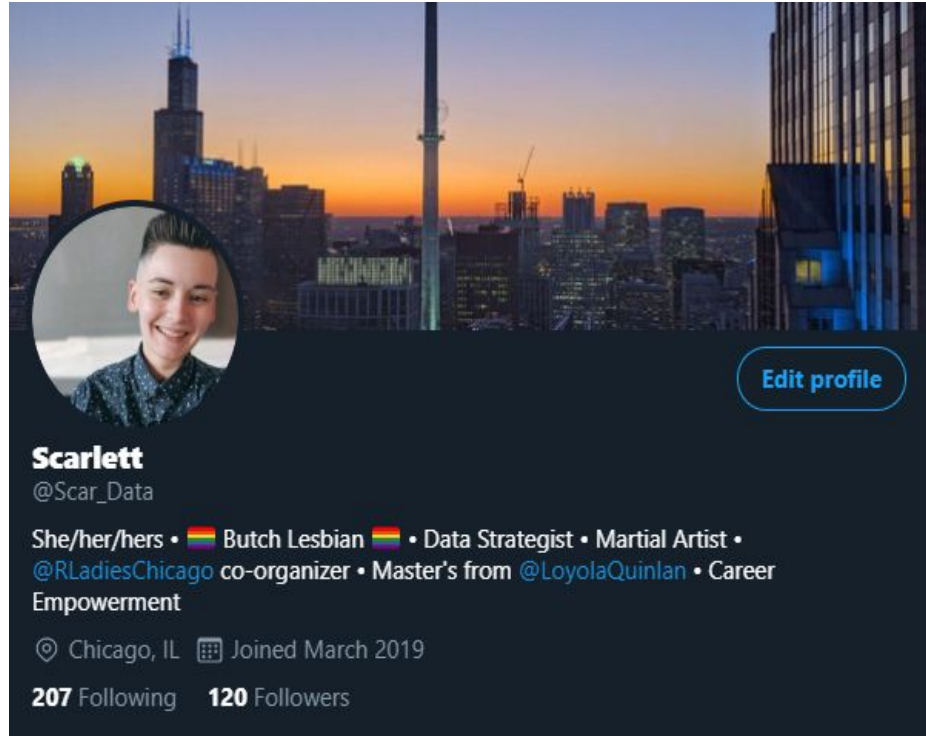 Edit profile
Scarlett
@Scar_Data
She/her/hers • 🏳️‍🌈 Butch Lesbian 🏳️‍🌈 • Data Strategist • Martial Artist •
@RLadiesChicago co-organizer • Master's from @LoyolaQuinlan • Career
Empowerment
Chicago, IL Joined March 2019
207 Following 120 Followers